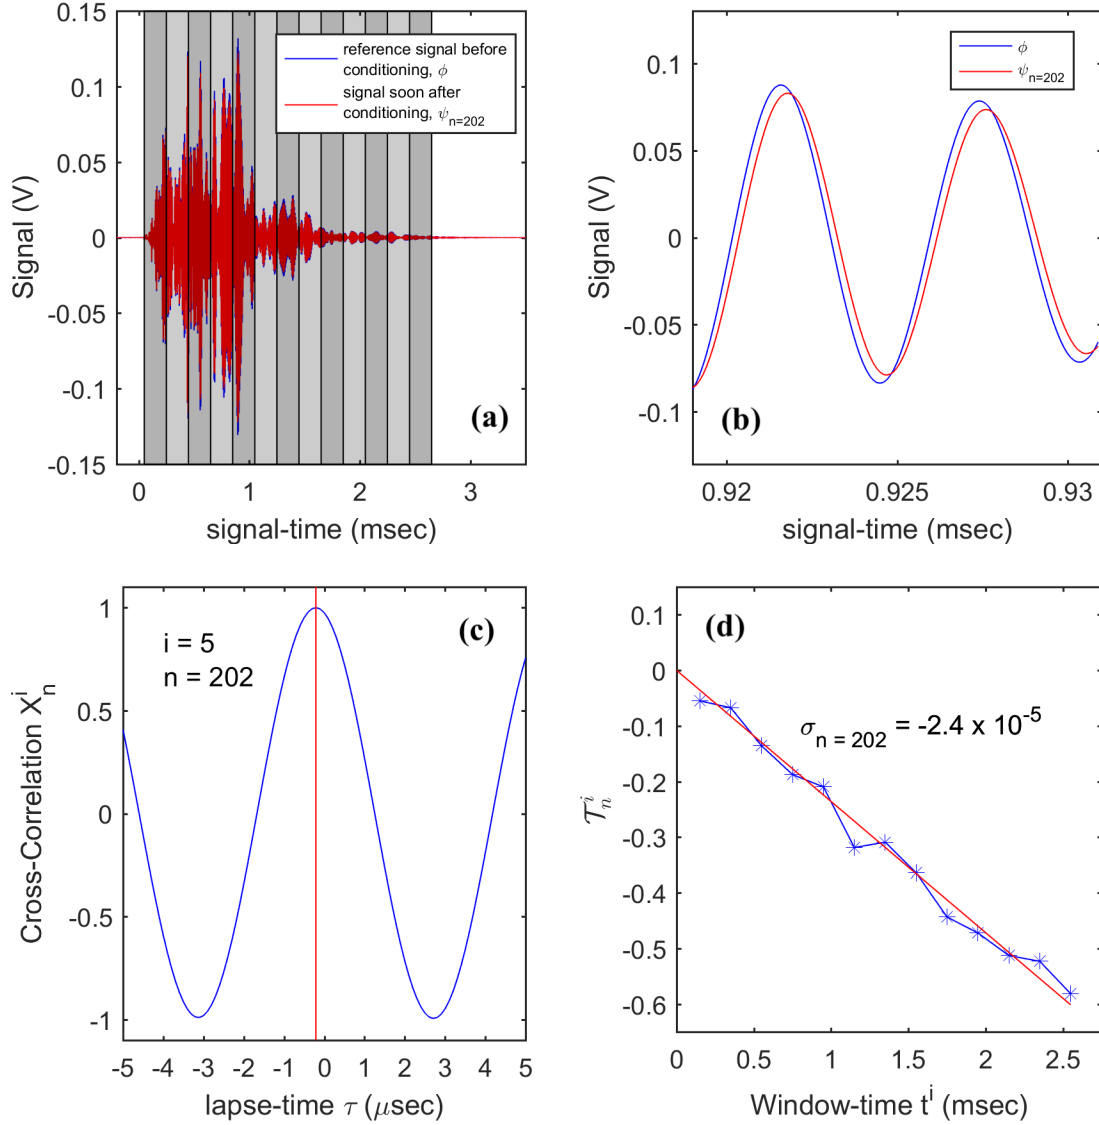 0.15
0.1
0.05
0
-0.05
-0.1
-0.15
Signal (V)
reference signal before
conditioning, ϕ
signal soon after
conditioning, ψn=202
(a)
0 1 2 3
signal-time (msec)
0.1
0.05
0
-0.05
-0.1
Signal (V)
ϕ
ψn=202
(b)
0.92 0.925 0.93
signal-time (msec)
1
0.5
0
-0.5
-1
Cross-Correlation Xⁱn
i = 5
n = 202
(c)
-5 -4 -3 -2 -1 0 1 2 3 4 5
lapse-time τ (μsec)
0.1
0
-0.1
-0.2
-0.3
-0.4
-0.5
-0.6
𝒯ⁱn
(d)
σn = 202 = -2.4 x 10⁻⁵
0 0.5 1 1.5 2 2.5
Window-time tⁱ (msec)